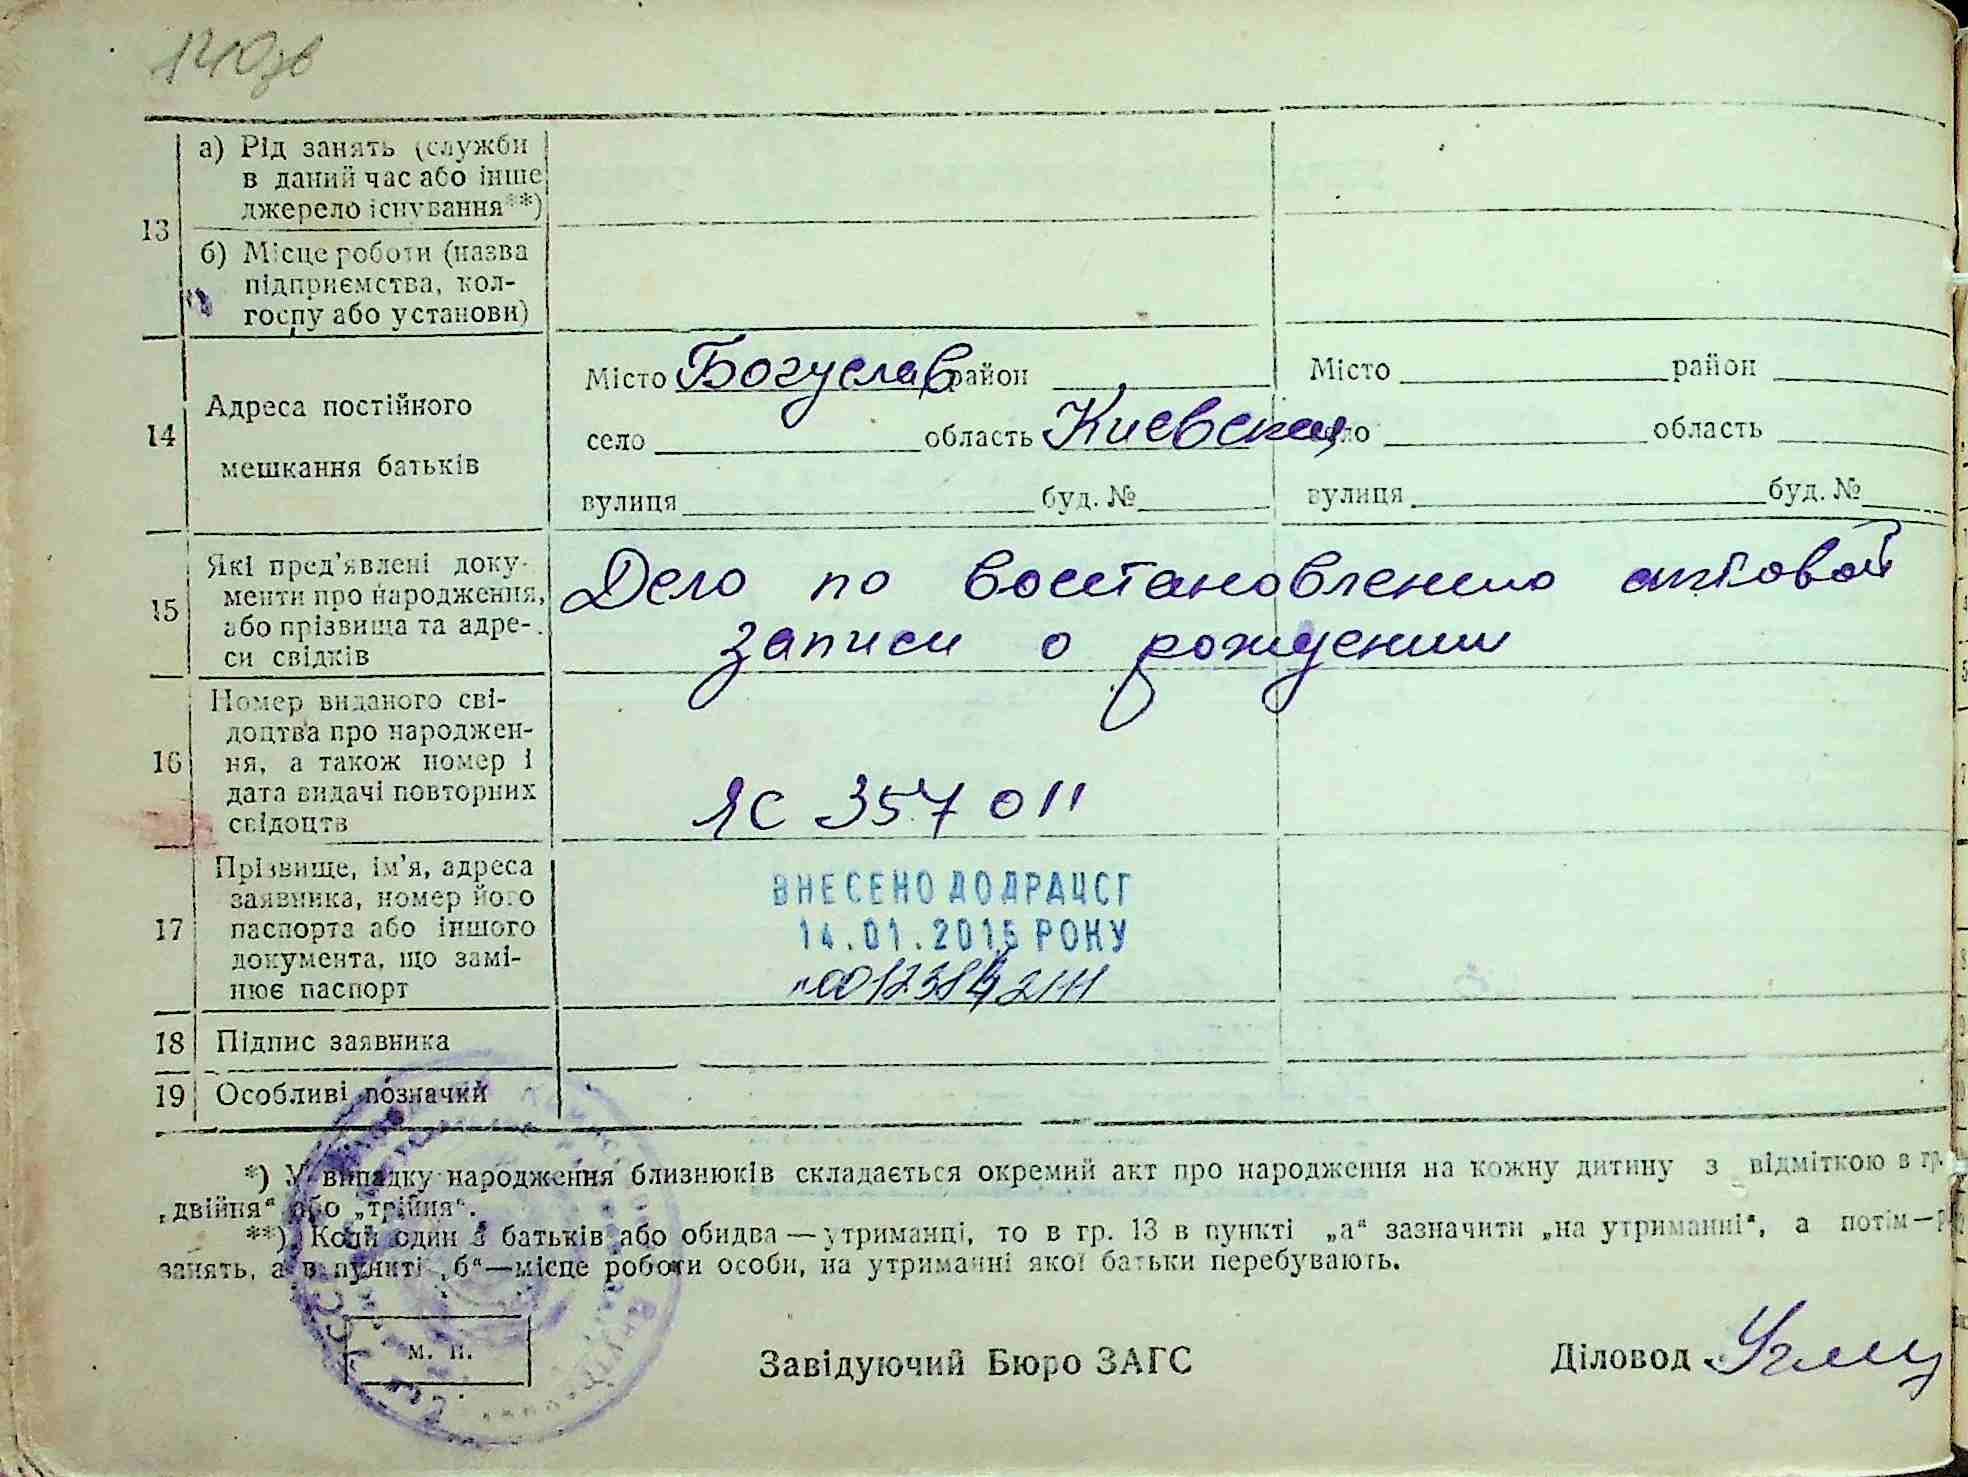 140зв
13
а) Рід занять (служби
в даний час або інше
джерело існування**)
б) Місце роботи (назва
підприємства, кол-
госпу або установи)
14
Адреса постійного
мешкання батьків
Місто Богуслав район Місто район
село область Киевская село область
вулиця буд. № вулиця буд. №
15
Які пред'явлені доку-
менти про народження,
або прізвища та адре-
си свідків
Дело по восстановлению актовой
записи о рождении
16
Номер виданого сві-
доцтва про народжен-
ня, а також номер і
дата видачі повторних
свідоцтв
ЯС 357011
17
Прізвище, ім'я, адреса
заявника, номер його
паспорта або іншого
документа, що замі-
нює паспорт
ВНЕСЕНО ДО ДРАЦСГ
14.01.2015 РОКУ
18 Підпис заявника
19 Особливі позначки
*) У випадку народження близнюків складається окремий акт про народження на кожну дитину з відміткою в гр.
„двійня“ або „трійня“.
**) Коли один з батьків або обидва — утриманці, то в гр. 13 в пункті „а“ зазначити „на утриманні“, а потім —
занять, а в пункті „б“—місце роботи особи, на утриманні якої батьки перебувають.
м. п.
Завідуючий Бюро ЗАГС
Діловод